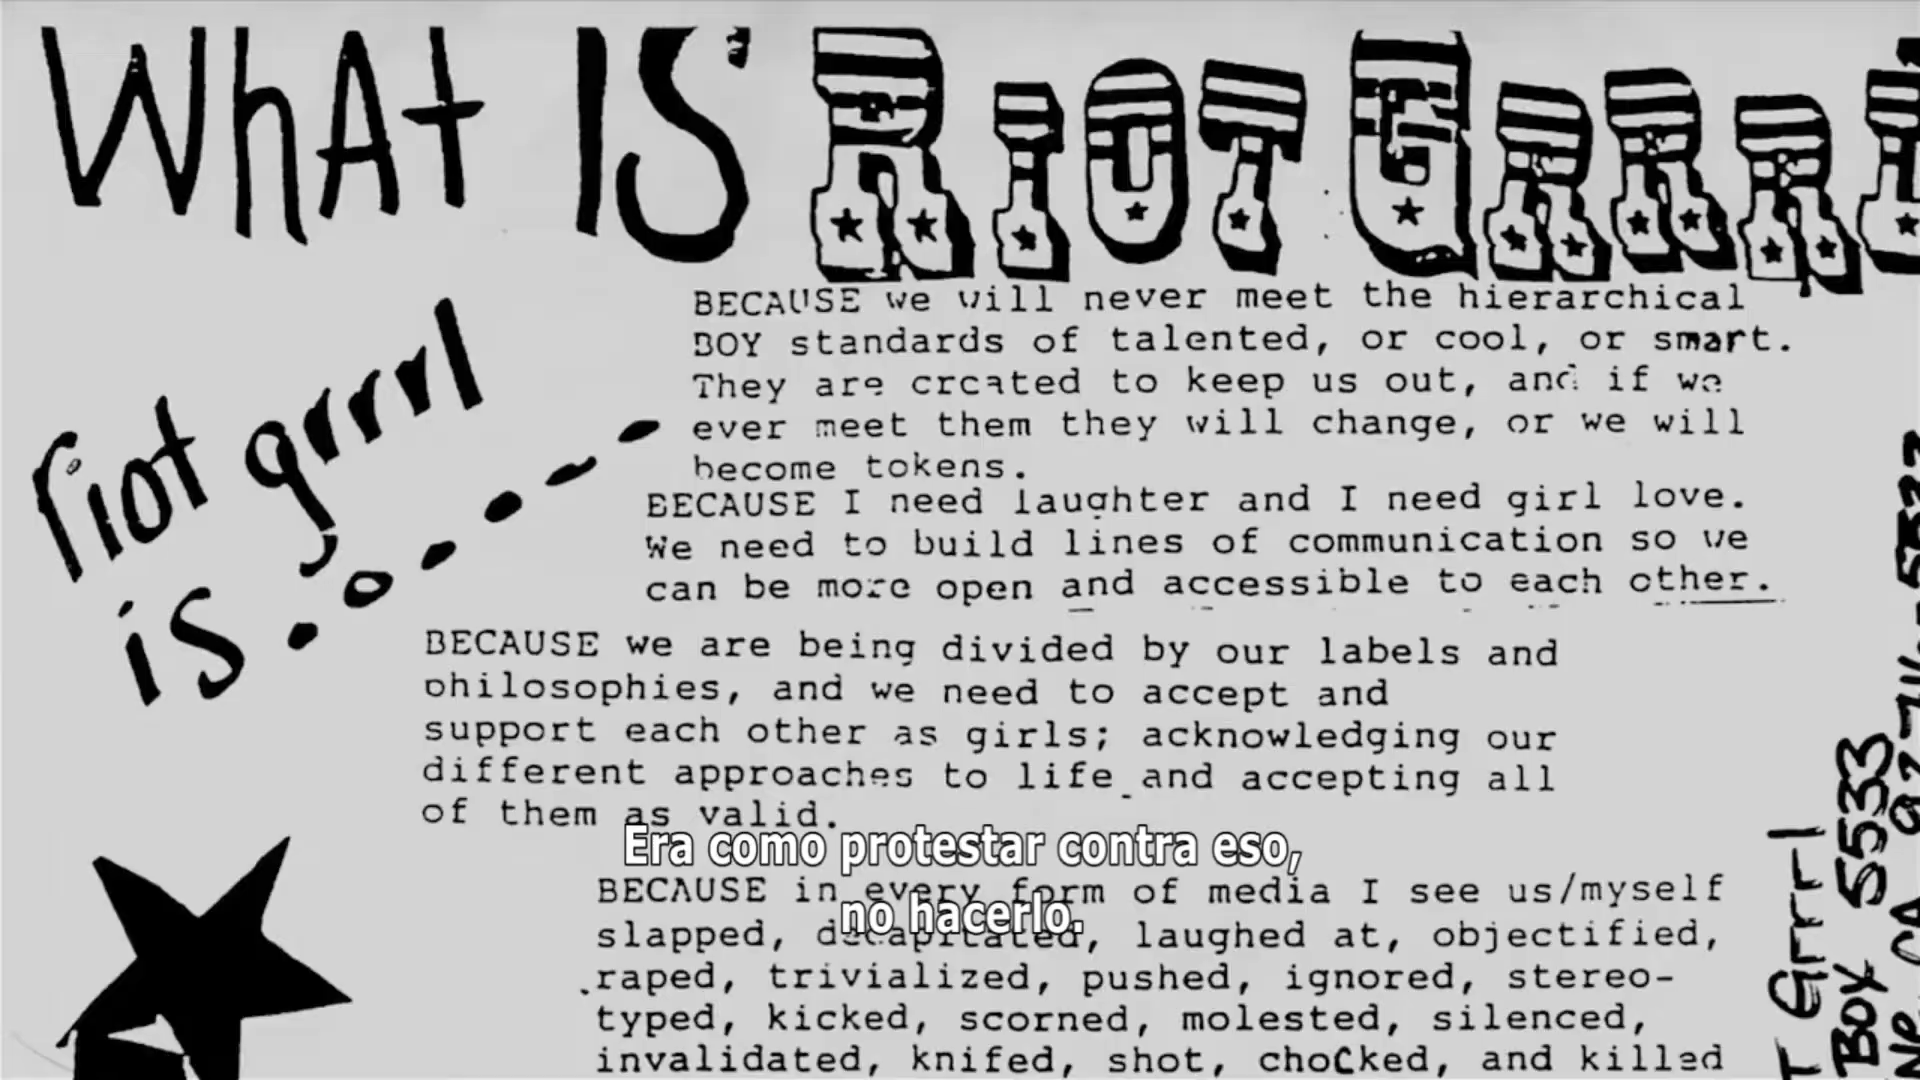 WhAt IS RIOT GRRRL
riot grrrl
is
BECAUSE we will never meet the hierarchical
BOY standards of talented, or cool, or smart.
They are created to keep us out, and if we
ever meet them they will change, or we will
become tokens.
BECAUSE I need laughter and I need girl love.
We need to build lines of communication so we
can be more open and accessible to each other.
BECAUSE we are being divided by our labels and
philosophies, and we need to accept and
support each other as girls; acknowledging our
different approaches to life and accepting all
of them as valid.
Era como protestar contra eso,
no hacerlo.
BECAUSE in every form of media I see us/myself
slapped, decapitated, laughed at, objectified,
raped, trivialized, pushed, ignored, stereo-
typed, kicked, scorned, molested, silenced,
invalidated, knifed, shot, choCked, and killed
T Grrrl
BOX 5533